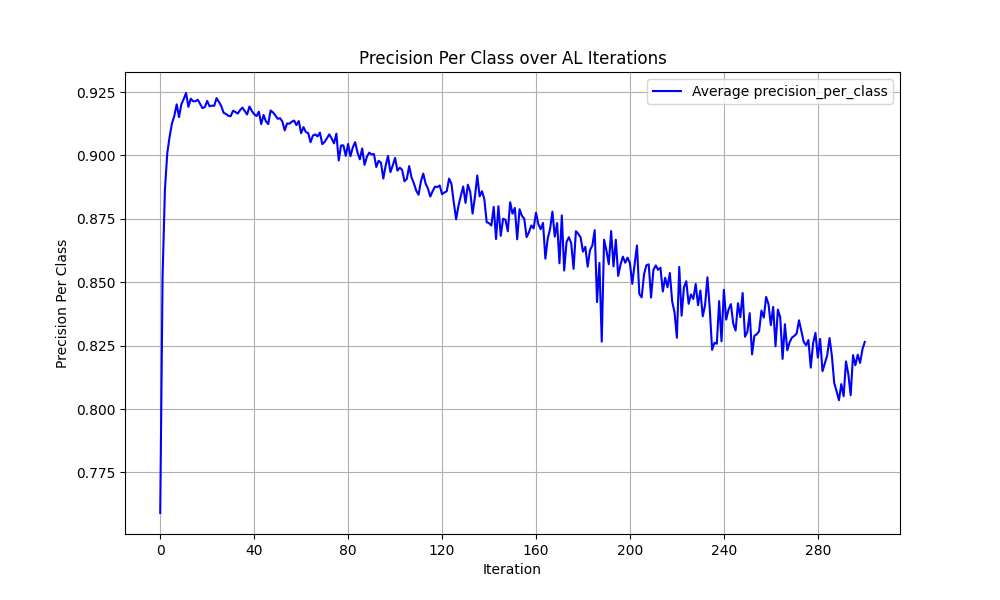 Precision Per Class over AL Iterations
Average precision_per_class
Precision Per Class
0.925
0.900
0.875
0.850
0.825
0.800
0.775
0 40 80 120 160 200 240 280
Iteration